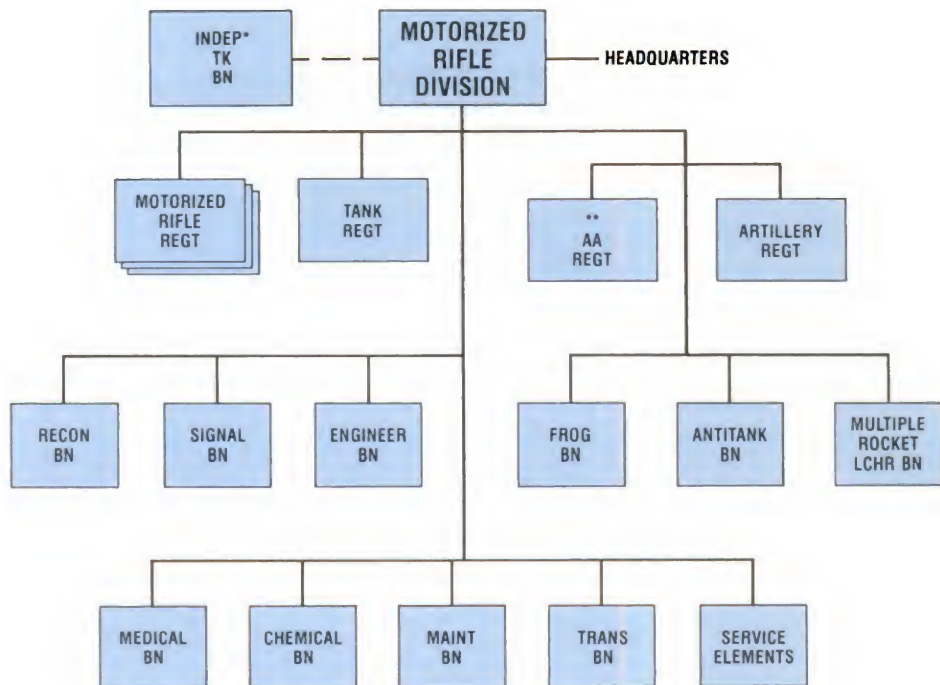 INDEP*
TK
BN
MOTORIZED
RIFLE
DIVISION
HEADQUARTERS
MOTORIZED
RIFLE
REGT
TANK
REGT
**
AA
REGT
ARTILLERY
REGT
RECON
BN
SIGNAL
BN
ENGINEER
BN
FROG
BN
ANTITANK
BN
MULTIPLE
ROCKET
LCHR BN
MEDICAL
BN
CHEMICAL
BN
MAINT
BN
TRANS
BN
SERVICE
ELEMENTS